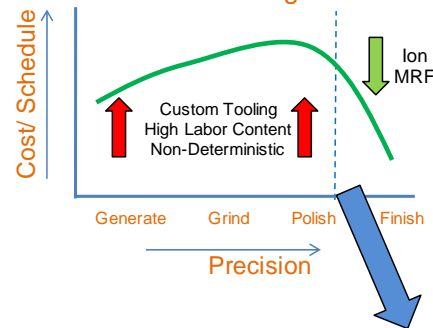 Cost/ Schedule
Ion
MRF
Custom Tooling
High Labor Content
Non-Deterministic
Generate Grind Polish Finish
Precision